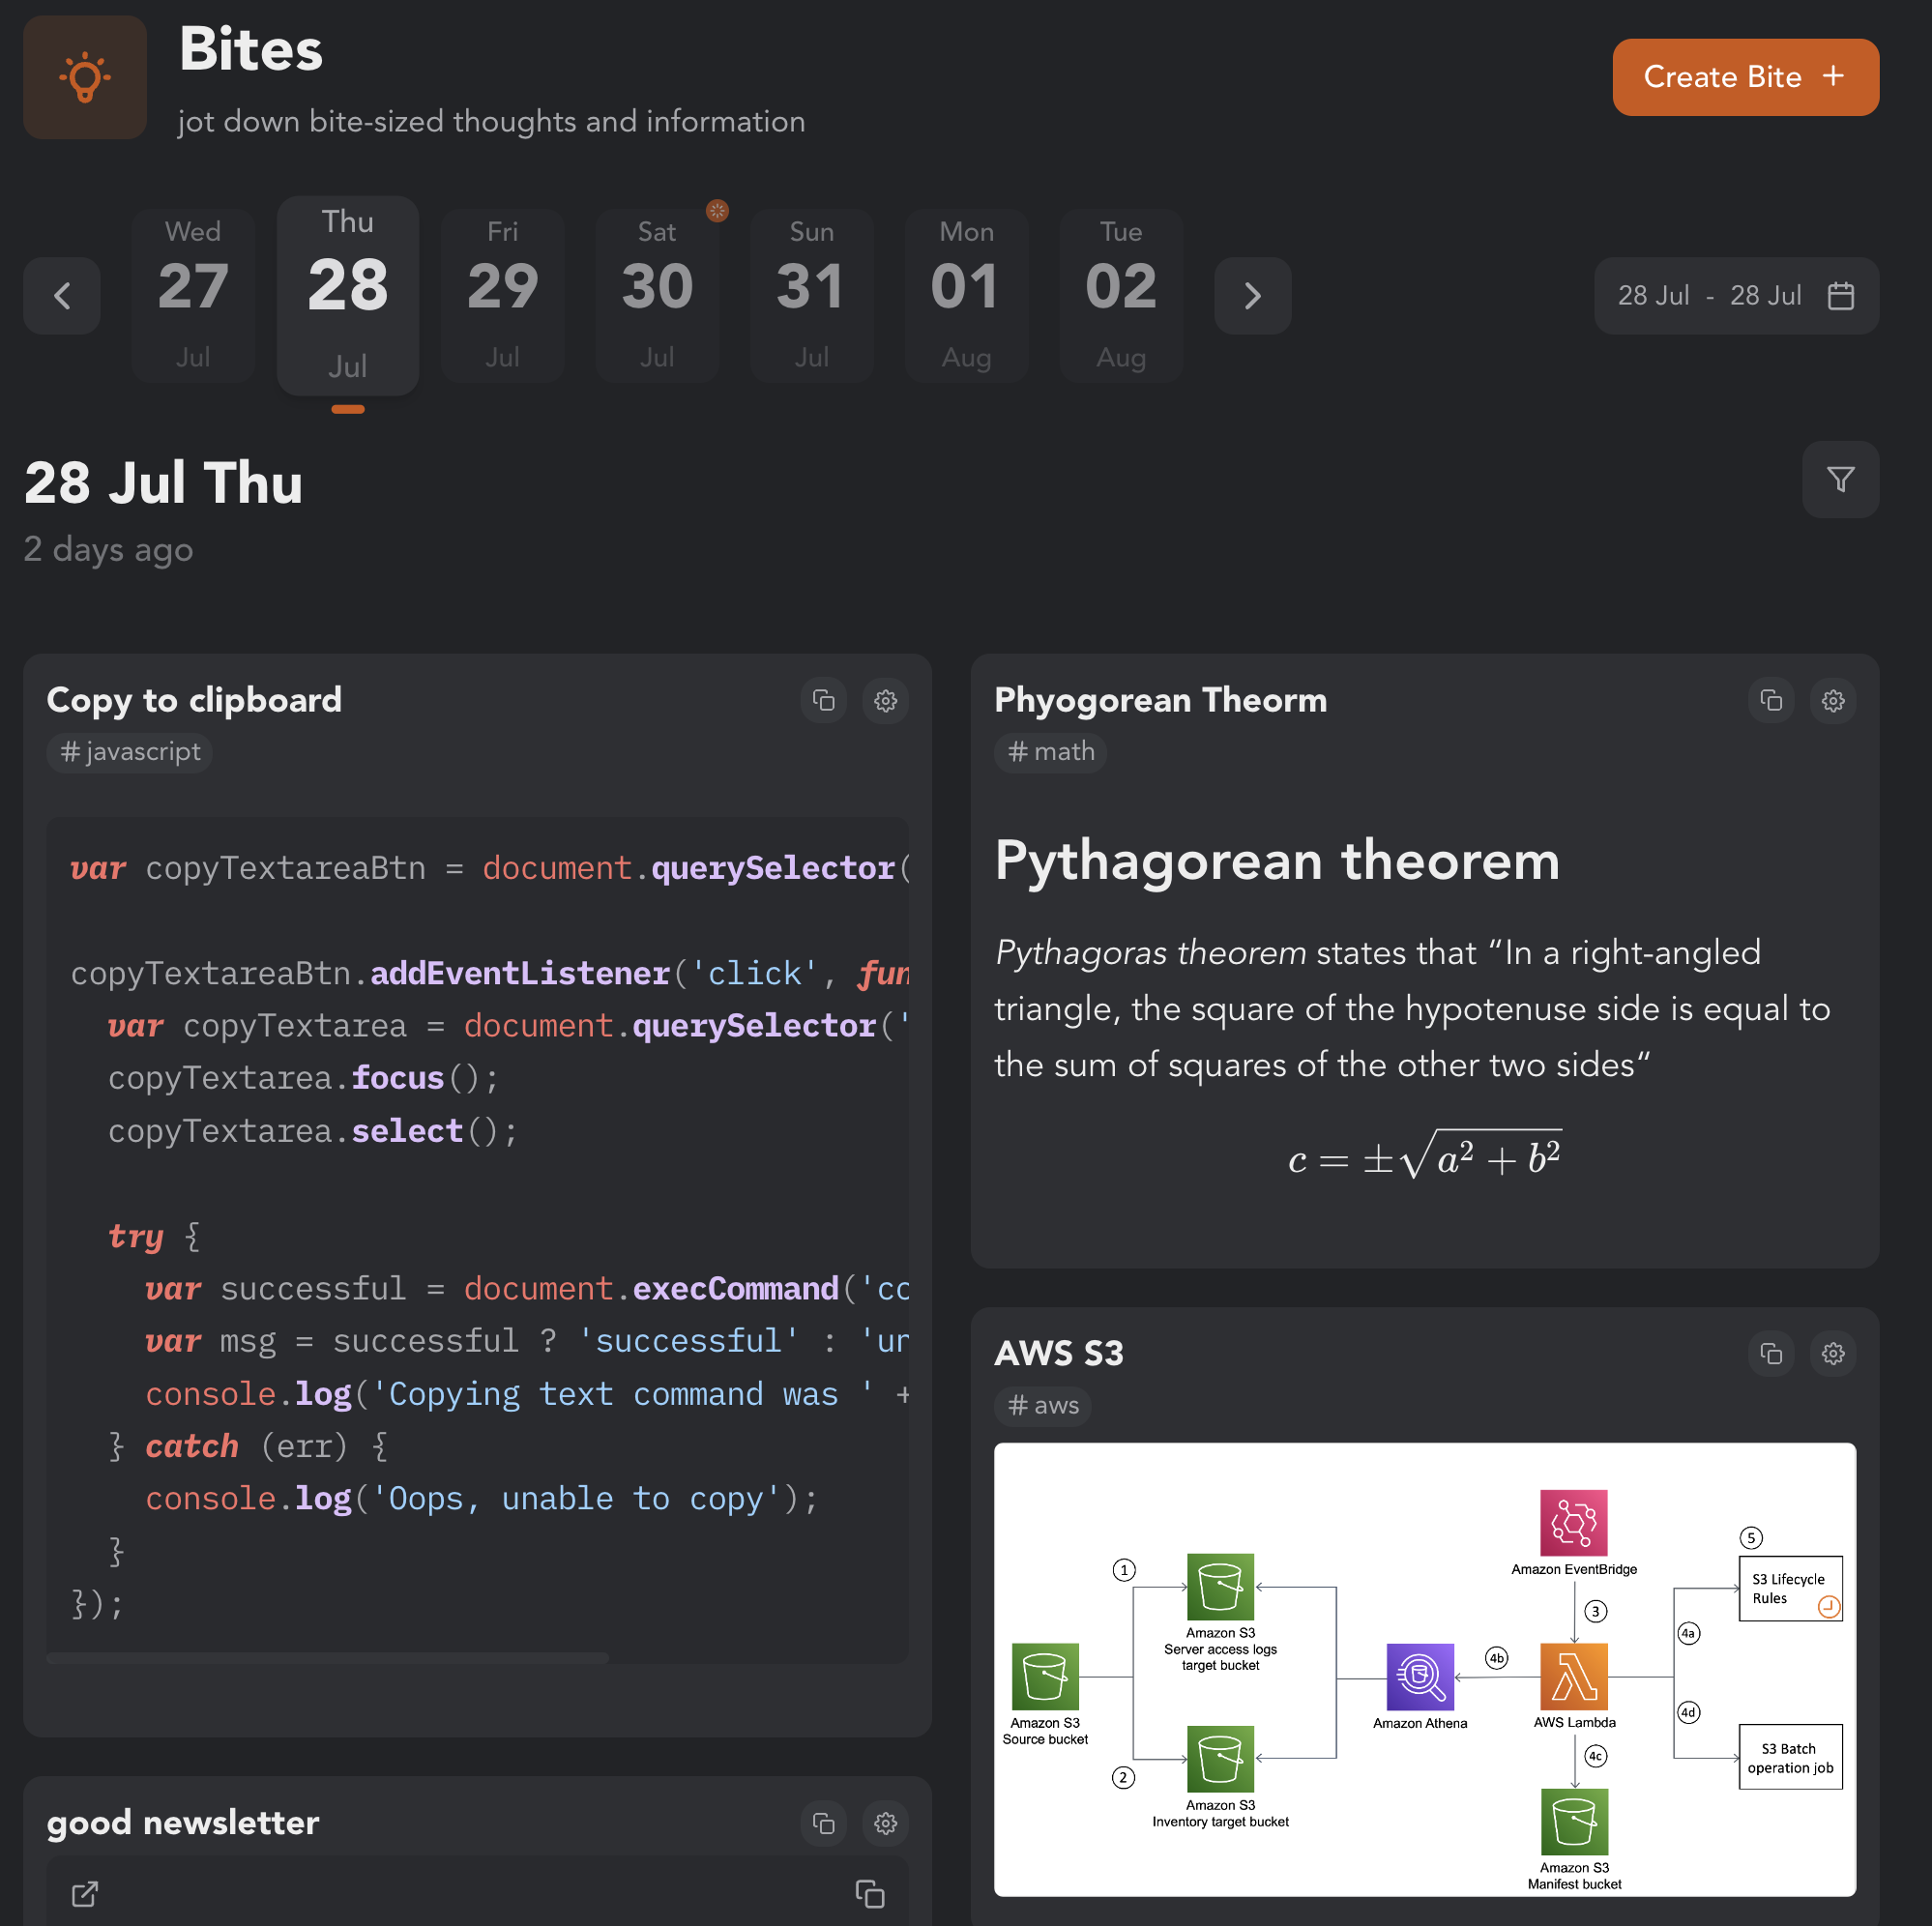 Bites
jot down bite-sized thoughts and information
Create Bite +
Wed
27
Jul
Thu
28
Jul
Fri
29
Jul
Sat
30
Jul
Sun
31
Jul
Mon
01
Aug
Tue
02
Aug
28 Jul - 28 Jul
28 Jul Thu
2 days ago
Copy to clipboard
# javascript
var copyTextareaBtn = document.querySelector(
copyTextareaBtn.addEventListener('click', fun
var copyTextarea = document.querySelector('
copyTextarea.focus();
copyTextarea.select();
try {
var successful = document.execCommand('co
var msg = successful ? 'successful' : 'un
console.log('Copying text command was ' +
} catch (err) {
console.log('Oops, unable to copy');
}
});
good newsletter
Phyogorean Theorm
# math
Pythagorean theorem
Pythagoras theorem states that “In a right-angled
triangle, the square of the hypotenuse side is equal to
the sum of squares of the other two sides“
c = ±√a² + b²
AWS S3
# aws
Amazon EventBridge
5
S3 Lifecycle
Rules
1
3
Amazon S3
Server access logs
target bucket
4a
4b
Amazon S3
Source bucket
Amazon Athena
AWS Lambda
4d
2
4c
S3 Batch
operation job
Amazon S3
Inventory target bucket
Amazon S3
Manifest bucket